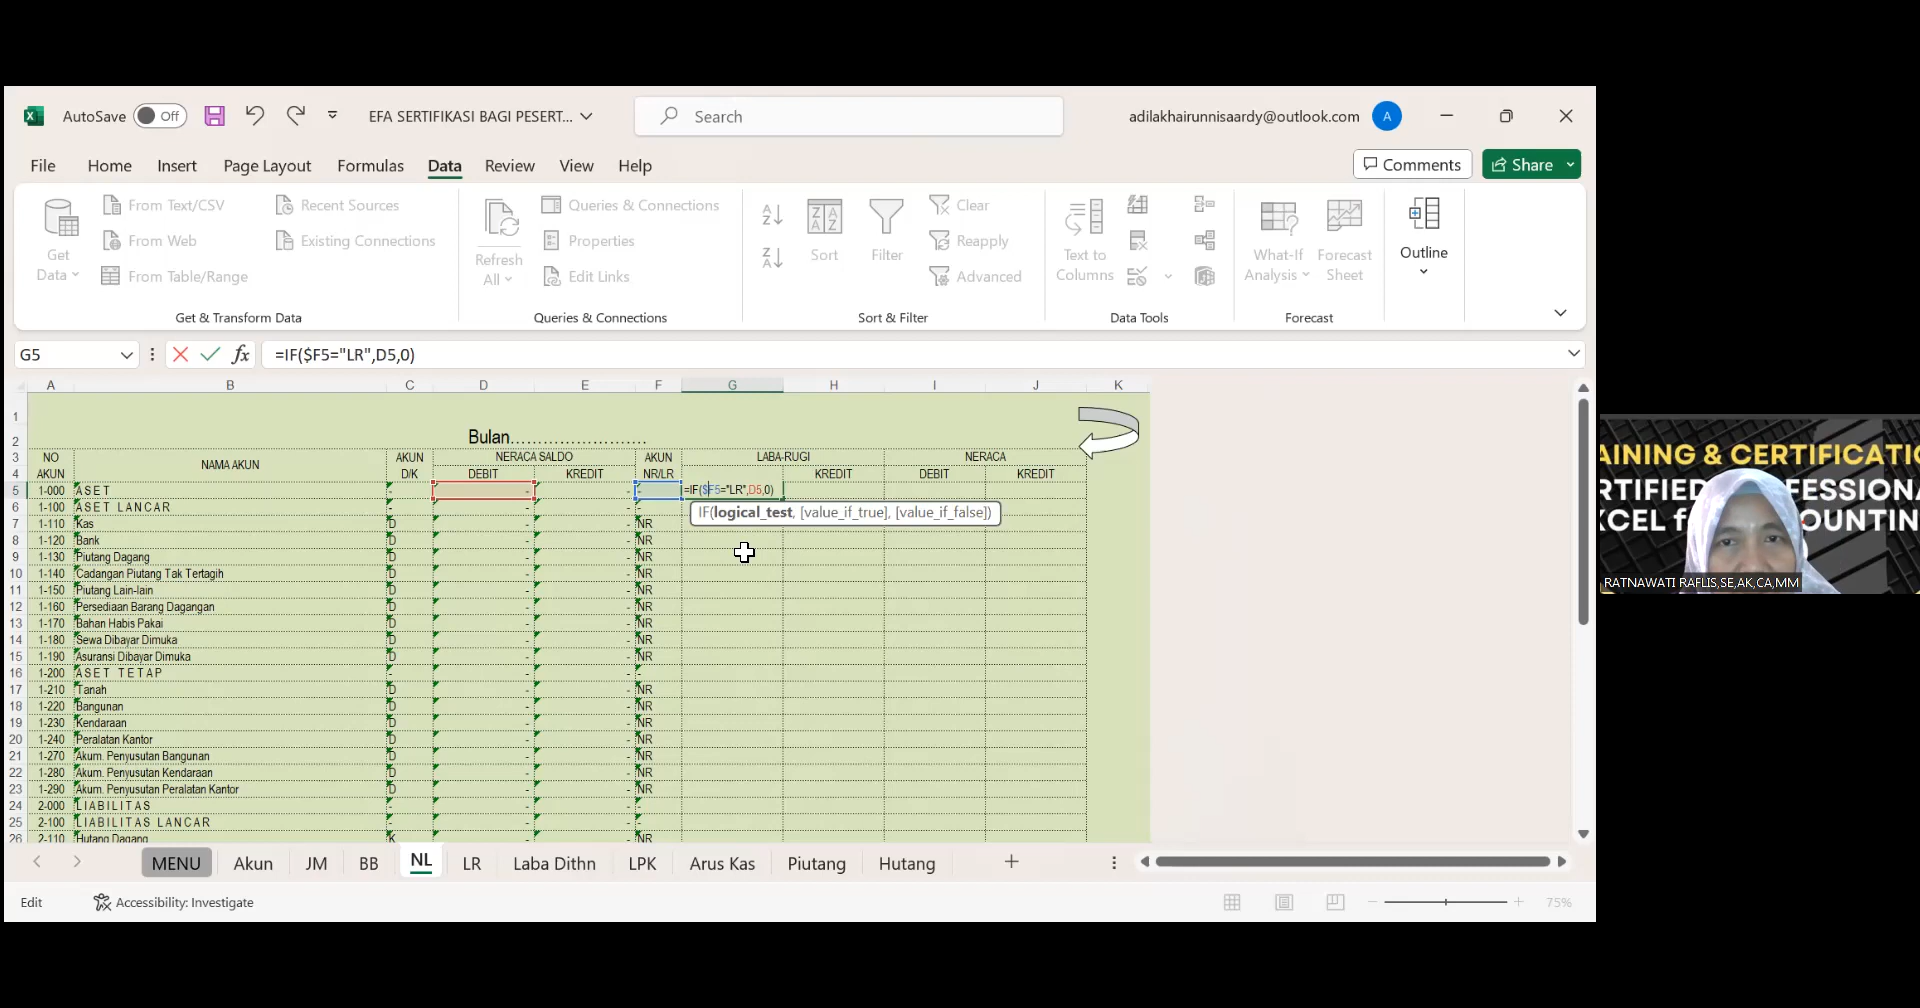 AutoSave Off EFA SERTIFIKASI BAGI PESERT... Search adilakhairunnisaardy@outlook.com A
File Home Insert Page Layout Formulas Data Review View Help Comments Share
Get Data
From Text/CSV
From Web
From Table/Range
Recent Sources
Existing Connections
Get & Transform Data
Refresh All
Queries & Connections
Properties
Edit Links
Queries & Connections
Sort
Filter
Clear
Reapply
Advanced
Sort & Filter
Text to Columns
Data Tools
What-If Analysis
Forecast Sheet
Forecast
Outline
G5 fx =IF($F5="LR",D5,0)
A B C D E F G H I J K
1
2 Bulan........................
3 NO NAMA AKUN AKUN NERACA SALDO AKUN LABA-RUGI NERACA
4 AKUN D/K DEBIT KREDIT NR/LR KREDIT DEBIT KREDIT
5 1-000 ASET - - - - =IF($F5="LR",D5,0)
IF(logical_test, [value_if_true], [value_if_false])
6 1-100 ASET LANCAR - - - -
7 1-110 Kas D - - NR
8 1-120 Bank D - - NR
9 1-130 Piutang Dagang D - - NR
10 1-140 Cadangan Piutang Tak Tertagih D - - NR
11 1-150 Piutang Lain-lain D - - NR
12 1-160 Persediaan Barang Dagangan D - - NR
13 1-170 Bahan Habis Pakai D - - NR
14 1-180 Sewa Dibayar Dimuka D - - NR
15 1-190 Asuransi Dibayar Dimuka D - - NR
16 1-200 ASET TETAP - - - -
17 1-210 Tanah D - - NR
18 1-220 Bangunan D - - NR
19 1-230 Kendaraan D - - NR
20 1-240 Peralatan Kantor D - - NR
21 1-270 Akum. Penyusutan Bangunan D - - NR
22 1-280 Akum. Penyusutan Kendaraan D - - NR
23 1-290 Akum. Penyusutan Peralatan Kantor D - - NR
24 2-000 LIABILITAS - - - -
25 2-100 LIABILITAS LANCAR - - - -
26 2-110 Hutang Dagang K - - NR
MENU Akun JM BB NL LR Laba Dithn LPK Arus Kas Piutang Hutang
Edit Accessibility: Investigate 75%
AINING & CERTIFICATIO
RTIFIED PROFESSIONA
XCEL f OUNTIN
RATNAWATI RAFLIS,SE,AK,CA,MM